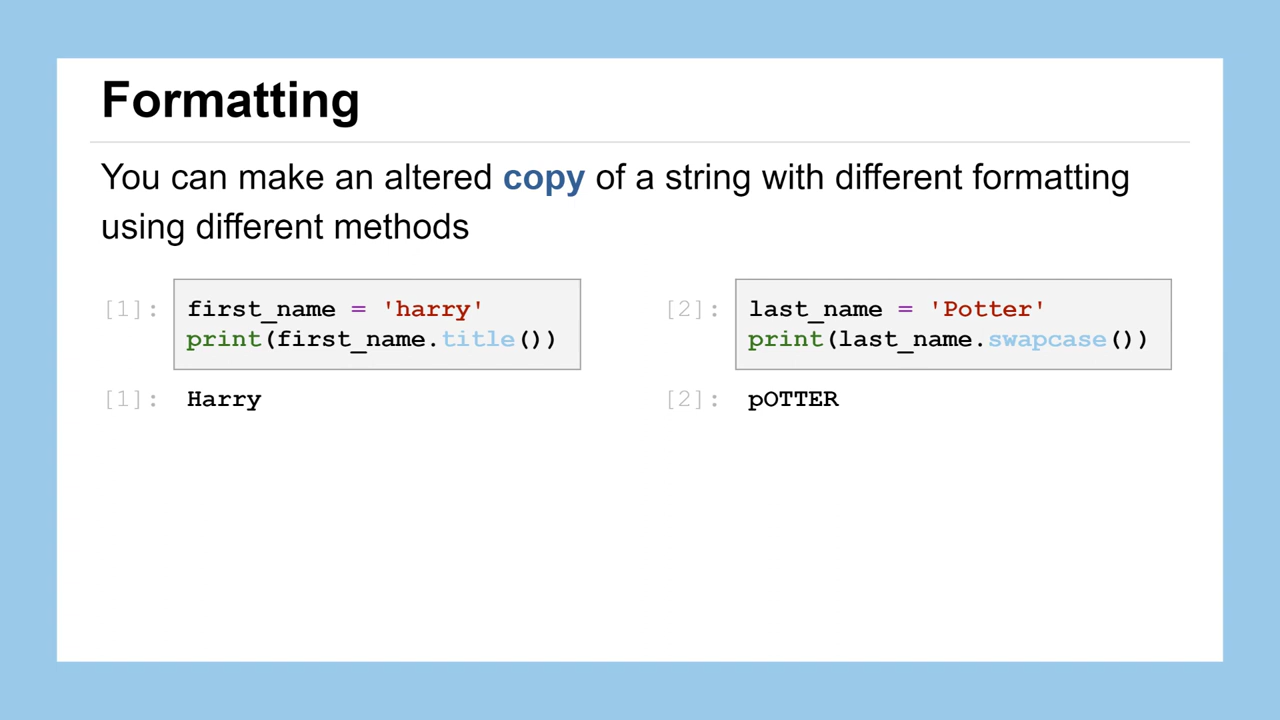 Formatting
You can make an altered copy of a string with different formatting
using different methods
[1]: first_name = 'harry'
print(first_name.title())
[1]: Harry
[2]: last_name = 'Potter'
print(last_name.swapcase())
[2]: pOTTER